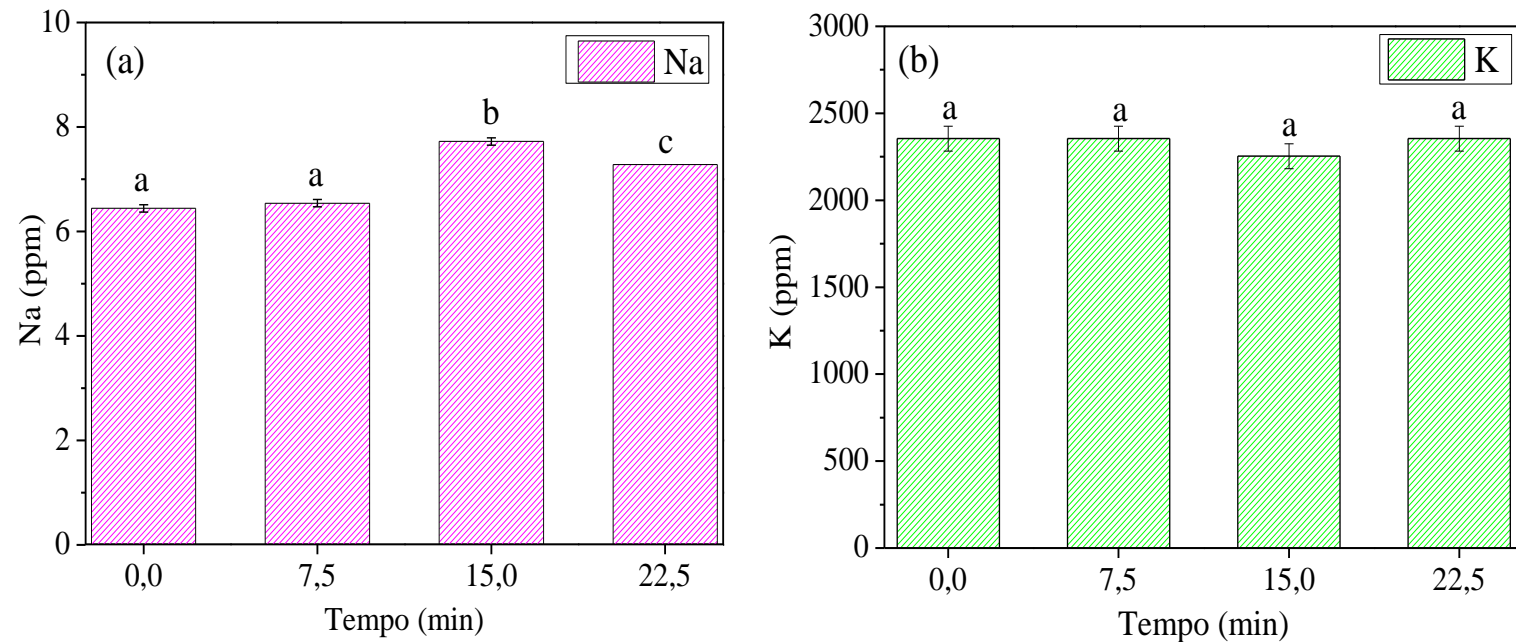 (a)
Na
10
8
6
4
2
0
Na (ppm)
a
a
b
c
0,0 7,5 15,0 22,5
Tempo (min)
(b)
K
3000
2500
2000
1500
1000
500
0
K (ppm)
a
a
a
a
0,0 7,5 15,0 22,5
Tempo (min)